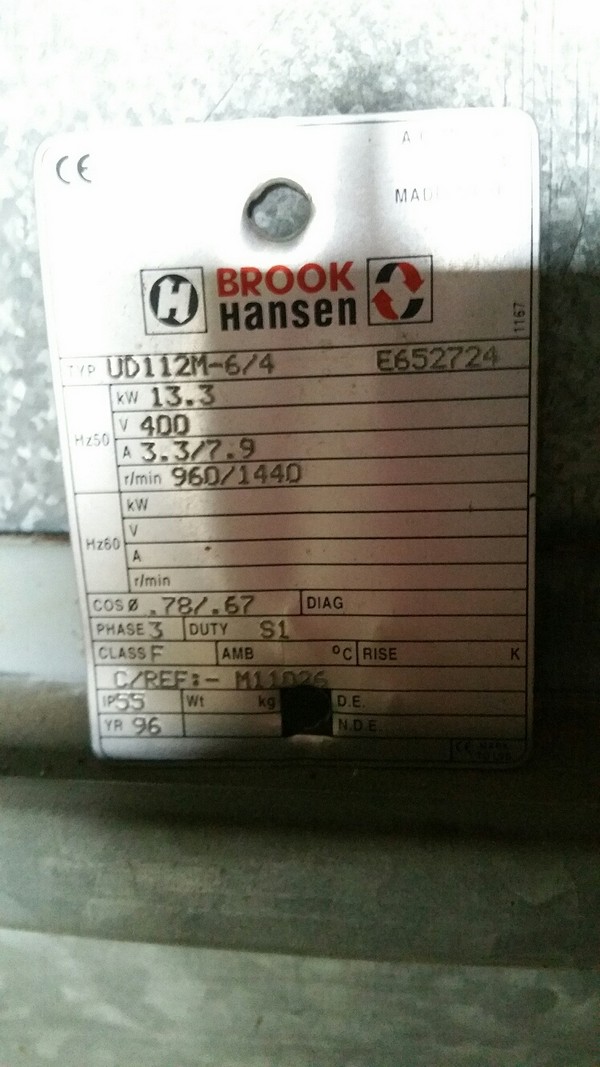 CE
1167
H BROOK
Hansen
TYP UD112M-6/4 E652724
Hz50
kW 13.3
V 400
A 3.3/7.9
r/min 960/1440
Hz60
kW
V
A
r/min
COS Ø .78/.67 DIAG
PHASE 3 DUTY S1
CLASS F AMB °C RISE K
C/REF:- M11026
IP55 Wt kg D.E.
YR 96 N.D.E.